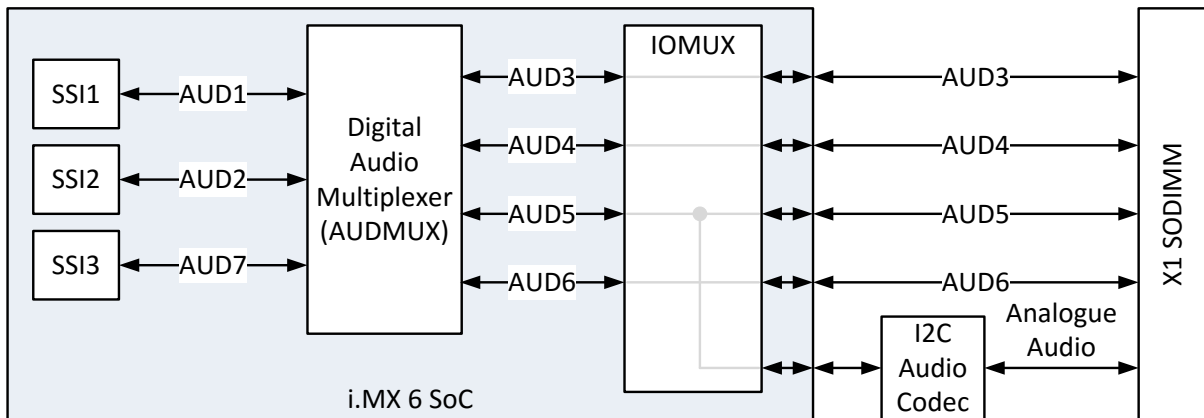 IOMUX
SSI1
AUD1
AUD3
AUD3
SSI2
AUD2
Digital
Audio
Multiplexer
(AUDMUX)
AUD4
AUD4
SSI3
AUD7
AUD5
AUD5
AUD6
AUD6
X1 SODIMM
I2C
Audio
Codec
Analogue
Audio
i.MX 6 SoC